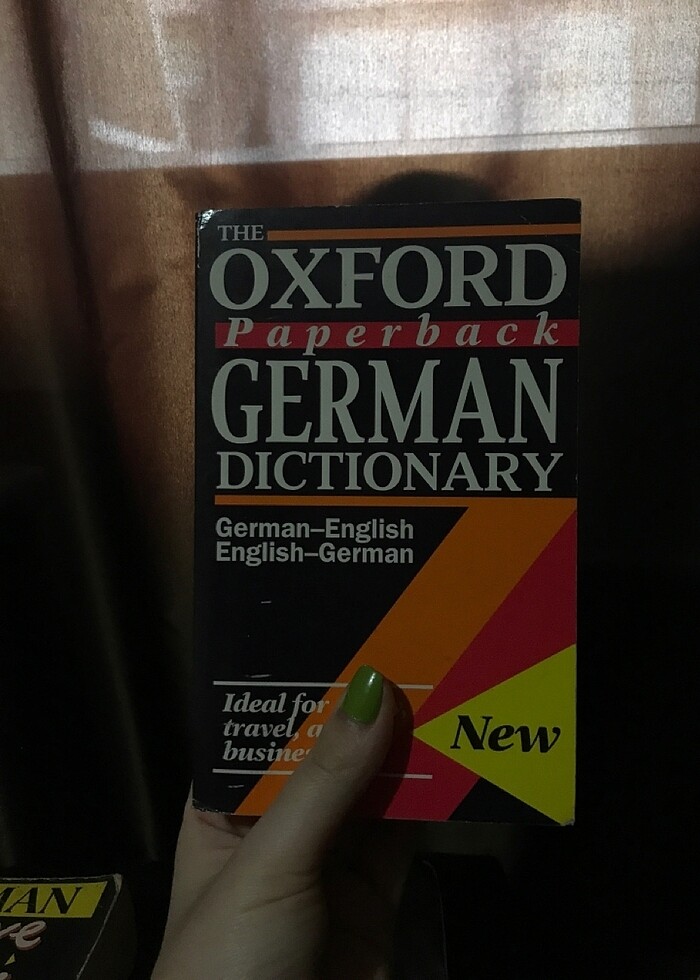 THE
OXFORD
Paperback
GERMAN
DICTIONARY
German–English
English–German
Ideal for
travel,
New